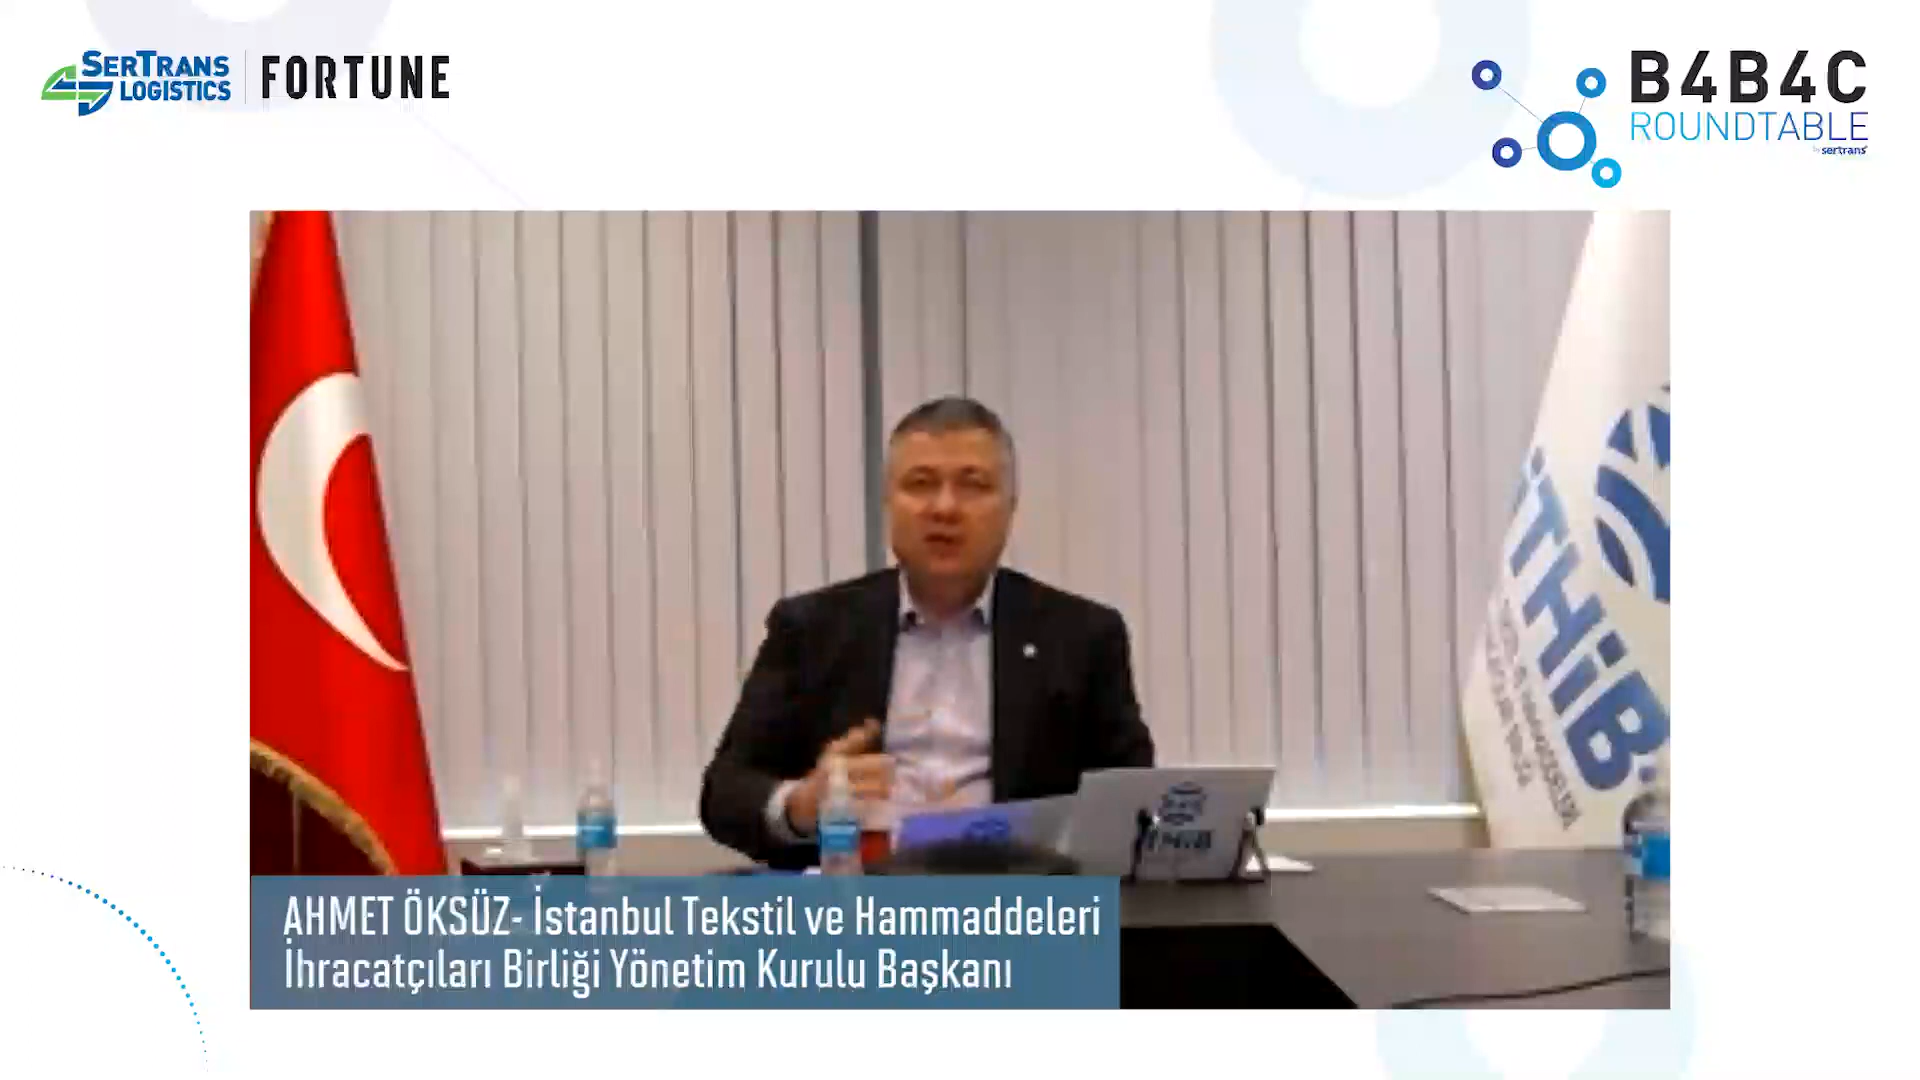 SERTRANS
LOGISTICS
FORTUNE
B4B4C
ROUNDTABLE
by sertrans
İTHİB
İTHİB
AHMET ÖKSÜZ- İstanbul Tekstil ve Hammaddeleri
İhracatçıları Birliği Yönetim Kurulu Başkanı